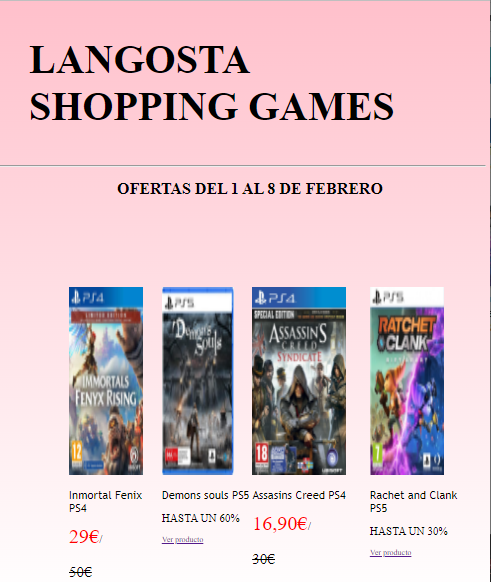 LANGOSTA
SHOPPING GAMES
OFERTAS DEL 1 AL 8 DE FEBRERO
PS4
LIMITED EDITION
IMMORTALS
FENYX RISING
12
UBISOFT
PS5
Demon's
Souls
PS4
SPECIAL EDITION
ASSASSIN'S
CREED
SYNDICATE
18
UBISOFT
PS5
RATCHET
CLANK
7
Inmortal Fenix
PS4
29€/
50€
Demons souls PS5
HASTA UN 60%
Ver producto
Assasins Creed PS4
16,90€/
30€
Rachet and Clank
PS5
HASTA UN 30%
Ver producto